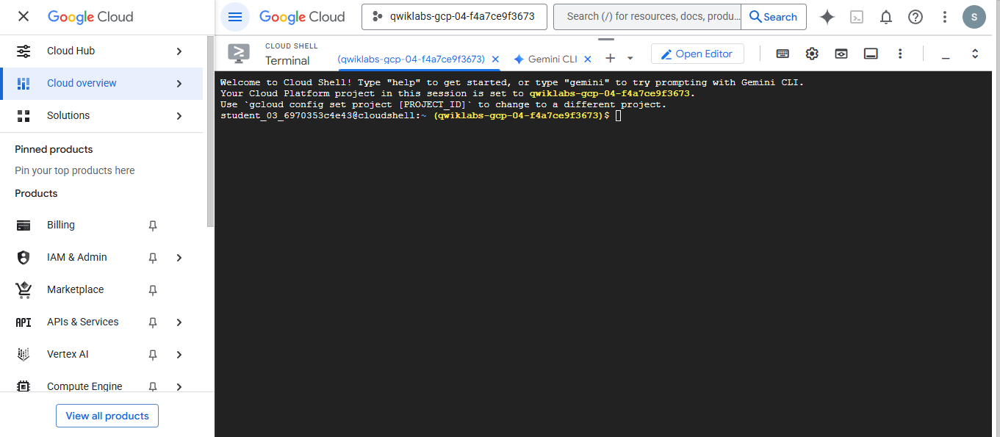 Google Cloud
Cloud Hub
Cloud overview
Solutions
Pinned products
Pin your top products here
Products
Billing
IAM & Admin
Marketplace
API APIs & Services
Vertex AI
Compute Engine
View all products
Google Cloud
qwiklabs-gcp-04-f4a7ce9f3673
Search (/) for resources, docs, produ...
Search
S
CLOUD SHELL
Terminal
(qwiklabs-gcp-04-f4a7ce9f3673)
Gemini CLI
Open Editor
Welcome to Cloud Shell! Type "help" to get started, or type "gemini" to try prompting with Gemini CLI.
Your Cloud Platform project in this session is set to qwiklabs-gcp-04-f4a7ce9f3673.
Use `gcloud config set project [PROJECT_ID]` to change to a different project.
student_03_6970353c4e43@cloudshell:~ (qwiklabs-gcp-04-f4a7ce9f3673)$